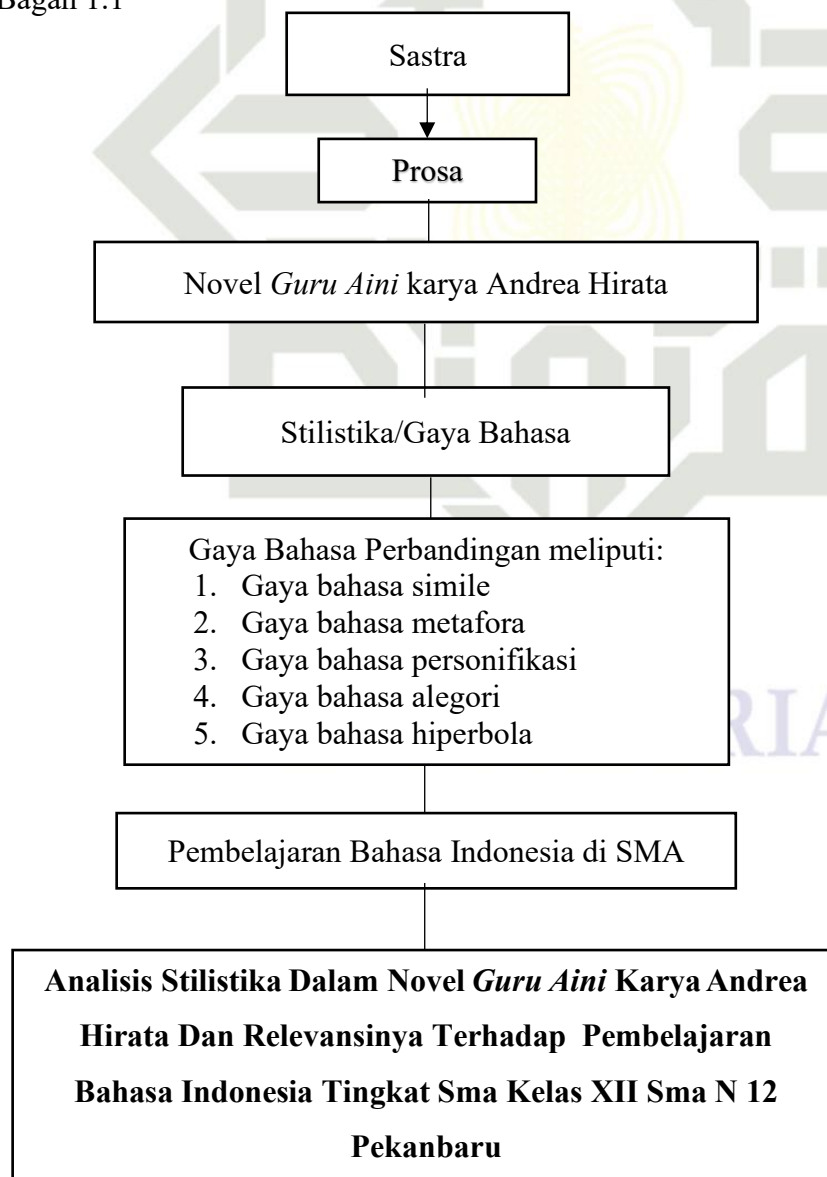 Bagan 1.1
Sastra
Prosa
Novel Guru Aini karya Andrea Hirata
Stilistika/Gaya Bahasa
Gaya Bahasa Perbandingan meliputi:
1. Gaya bahasa simile
2. Gaya bahasa metafora
3. Gaya bahasa personifikasi
4. Gaya bahasa alegori
5. Gaya bahasa hiperbola
Pembelajaran Bahasa Indonesia di SMA
Analisis Stilistika Dalam Novel Guru Aini Karya Andrea
Hirata Dan Relevansinya Terhadap Pembelajaran
Bahasa Indonesia Tingkat Sma Kelas XII Sma N 12
Pekanbaru